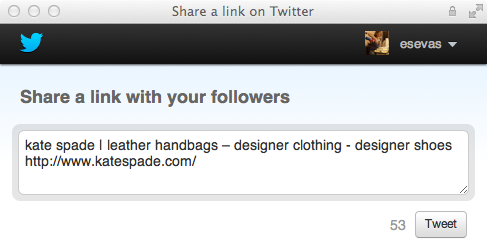 Share a link on Twitter
esevas
Share a link with your followers
kate spade | leather handbags – designer clothing - designer shoes
http://www.katespade.com/
53 Tweet